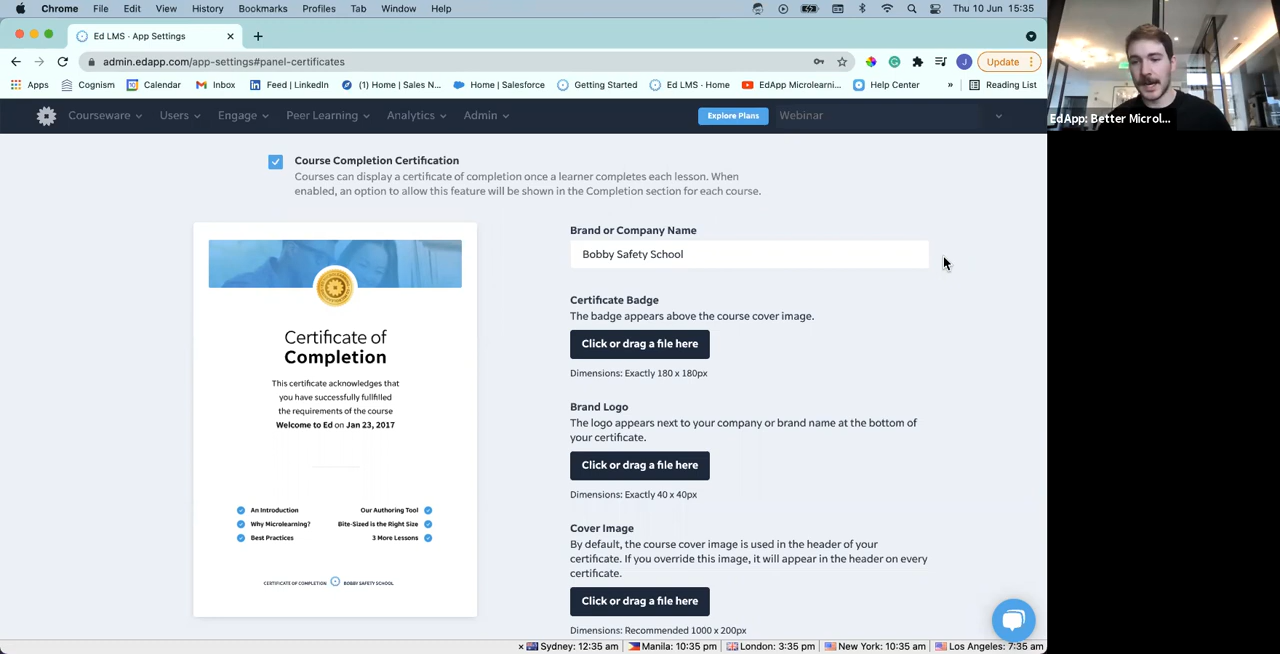 Chrome File Edit View History Bookmarks Profiles Tab Window Help Thu 10 Jun 15:35
Ed LMS · App Settings
admin.edapp.com/app-settings#panel-certificates
J Update
Apps Cognism Calendar Inbox Feed | LinkedIn (1) Home | Sales N... Home | Salesforce Getting Started Ed LMS - Home EdApp Microlearni... Help Center » Reading List
Courseware Users Engage Peer Learning Analytics Admin Explore Plans Webinar
EdApp: Better Microl...
Course Completion Certification
Courses can display a certificate of completion once a learner completes each lesson. When
enabled, an option to allow this feature will be shown in the Completion section for each course.
Certificate of
Completion
This certificate acknowledges that
you have successfully fullfilled
the requirements of the course
Welcome to Ed on Jan 23, 2017
An Introduction Our Authoring Tool
Why Microlearning? Bite-Sized is the Right Size
Best Practices 3 More Lessons
CERTIFICATE OF COMPLETION BOBBY SAFETY SCHOOL
Brand or Company Name
Bobby Safety School
Certificate Badge
The badge appears above the course cover image.
Click or drag a file here
Dimensions: Exactly 180 x 180px
Brand Logo
The logo appears next to your company or brand name at the bottom of
your certificate.
Click or drag a file here
Dimensions: Exactly 40 x 40px
Cover Image
By default, the course cover image is used in the header of your
certificate. If you override this image, it will appear in the header on every
certificate.
Click or drag a file here
Dimensions: Recommended 1000 x 200px
× Sydney: 12:35 am Manila: 10:35 pm London: 3:35 pm New York: 10:35 am Los Angeles: 7:35 am